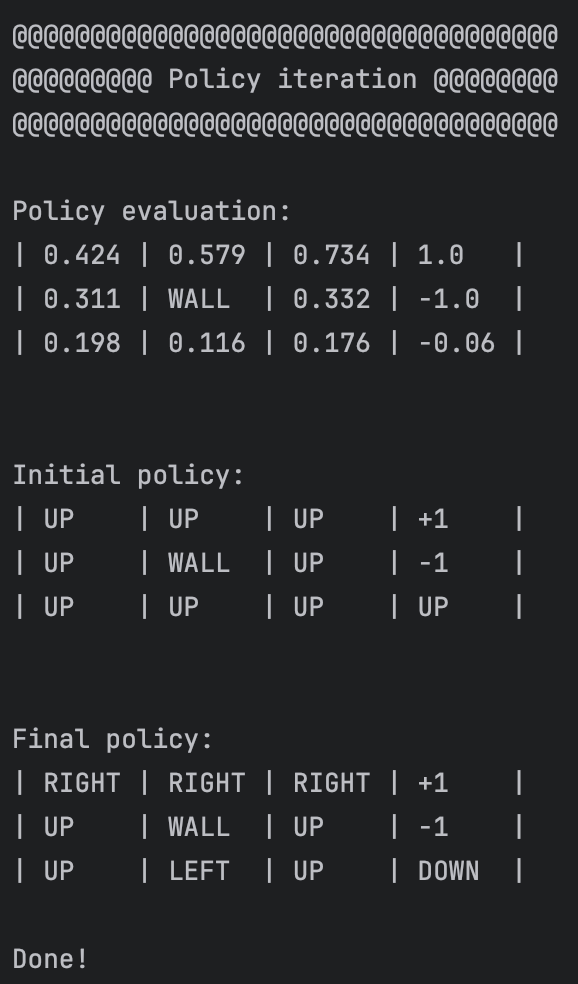 @@@@@@@@@@@@@@@@@@@@@@@@@@@@@@@@@@@
@@@@@@@@@ Policy iteration @@@@@@@@
@@@@@@@@@@@@@@@@@@@@@@@@@@@@@@@@@@@
Policy evaluation:
| 0.424 | 0.579 | 0.734 | 1.0   |
| 0.311 | WALL  | 0.332 | -1.0  |
| 0.198 | 0.116 | 0.176 | -0.06 |
Initial policy:
| UP    | UP    | UP    | +1    |
| UP    | WALL  | UP    | -1    |
| UP    | UP    | UP    | UP    |
Final policy:
| RIGHT | RIGHT | RIGHT | +1    |
| UP    | WALL  | UP    | -1    |
| UP    | LEFT  | UP    | DOWN  |
Done!